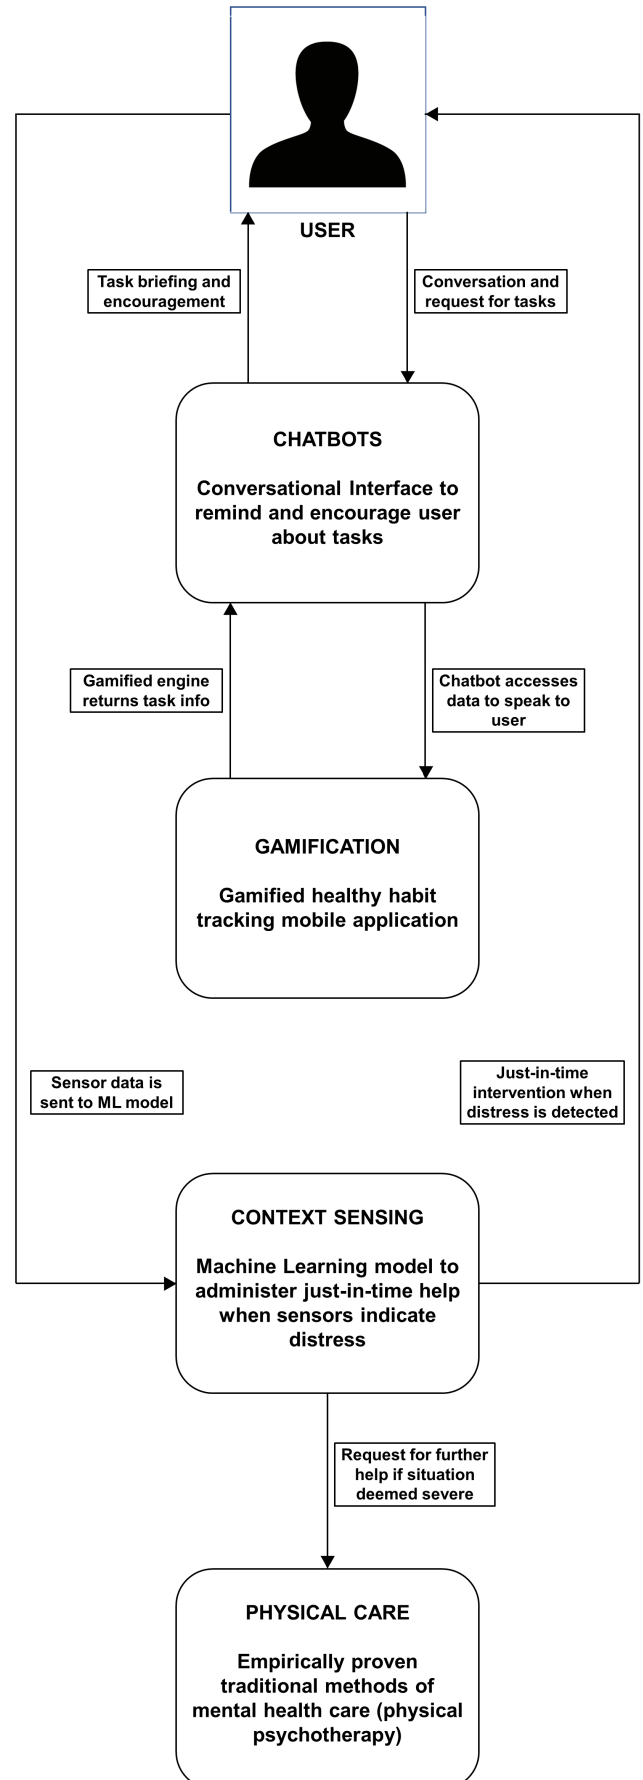 USER
Task briefing and
encouragement
Conversation and
request for tasks
CHATBOTS
Conversational Interface to
remind and encourage user
about tasks
Gamified engine
returns task info
Chatbot accesses
data to speak to
user
GAMIFICATION
Gamified healthy habit
tracking mobile application
Sensor data is
sent to ML model
Just-in-time
intervention when
distress is detected
CONTEXT SENSING
Machine Learning model to
administer just-in-time help
when sensors indicate
distress
Request for further
help if situation
deemed severe
PHYSICAL CARE
Empirically proven
traditional methods of
mental health care (physical
psychotherapy)